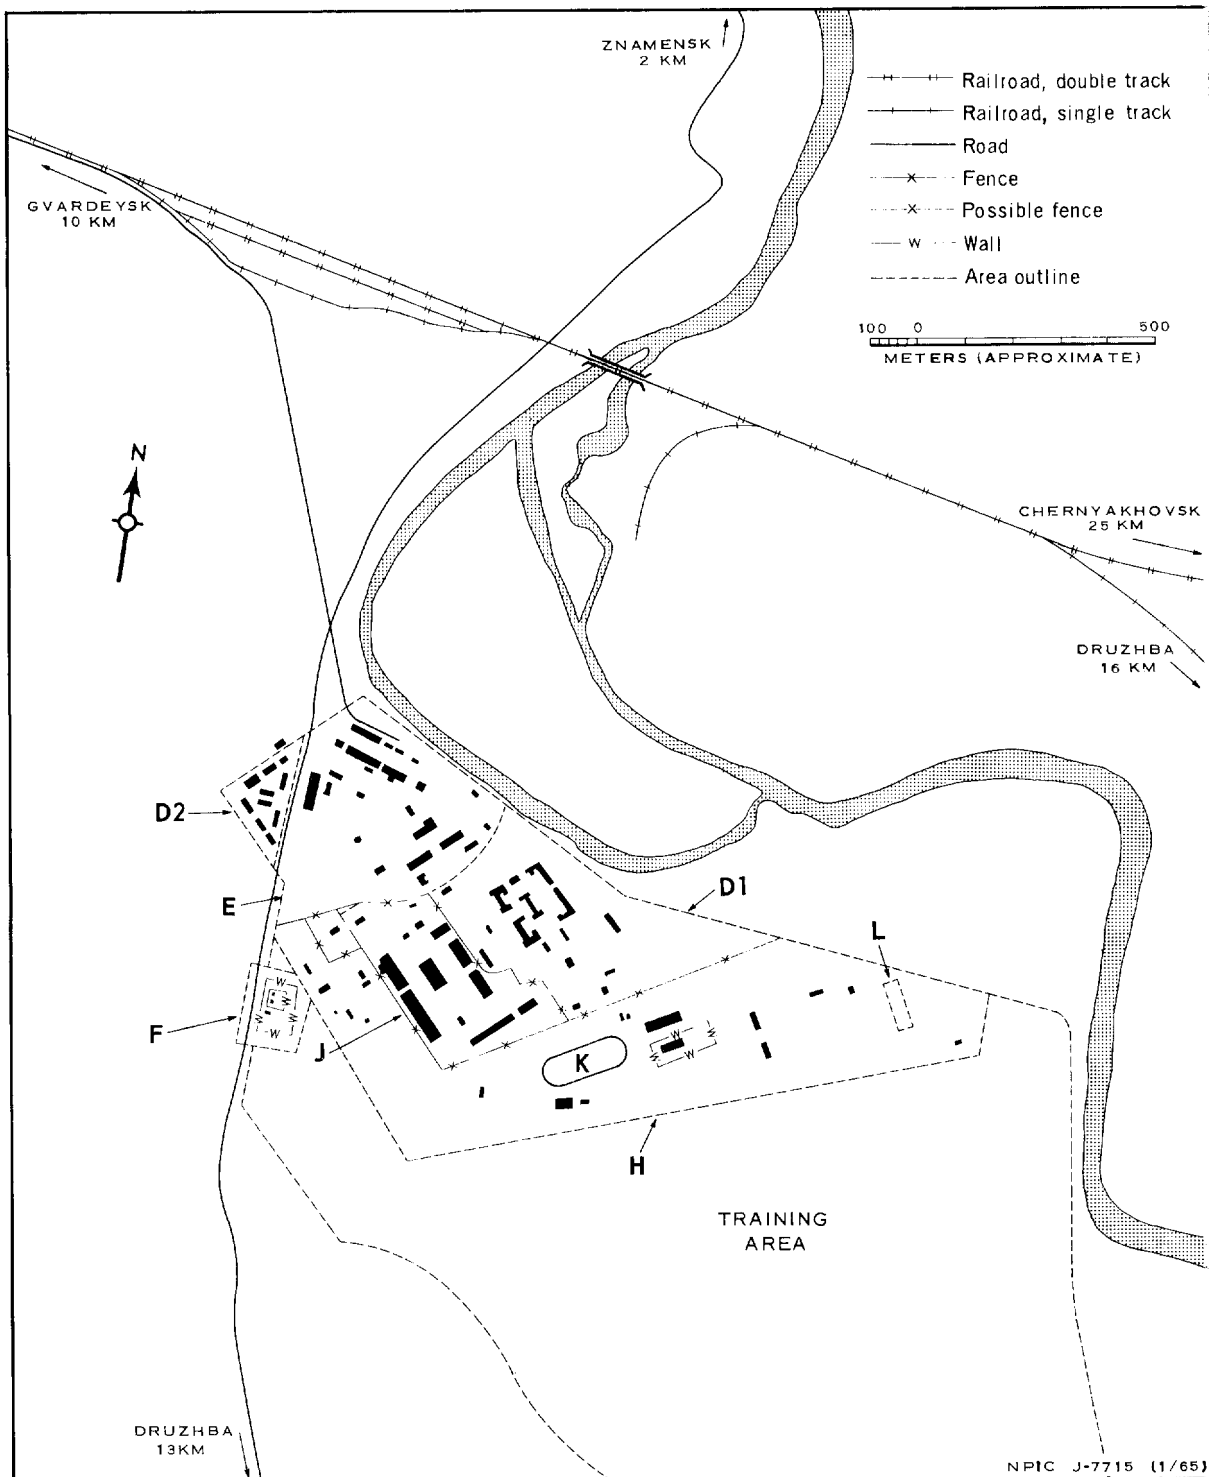 ZNAMENSK
2 KM
Railroad, double track
Railroad, single track
Road
Fence
Possible fence
W Wall
Area outline
100 0 500
METERS (APPROXIMATE)
GVARDEYSK
10 KM
N
CHERNYAKHOVSK
25 KM
DRUZHBA
16 KM
D2
E
D1
L
F
W
W
W
W
W
J
K
W
W
W
W
H
TRAINING
AREA
DRUZHBA
13KM
NPIC J-7715 (1/65)